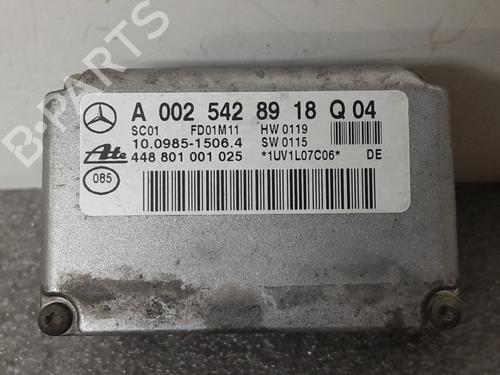 B-PARTS
A 002 542 89 18 Q 04
SC01 FD01M11 HW 0119
10.0985-1506.4 SW 0115
Ate 448 801 001 025 *1UV1L07C06* DE
085